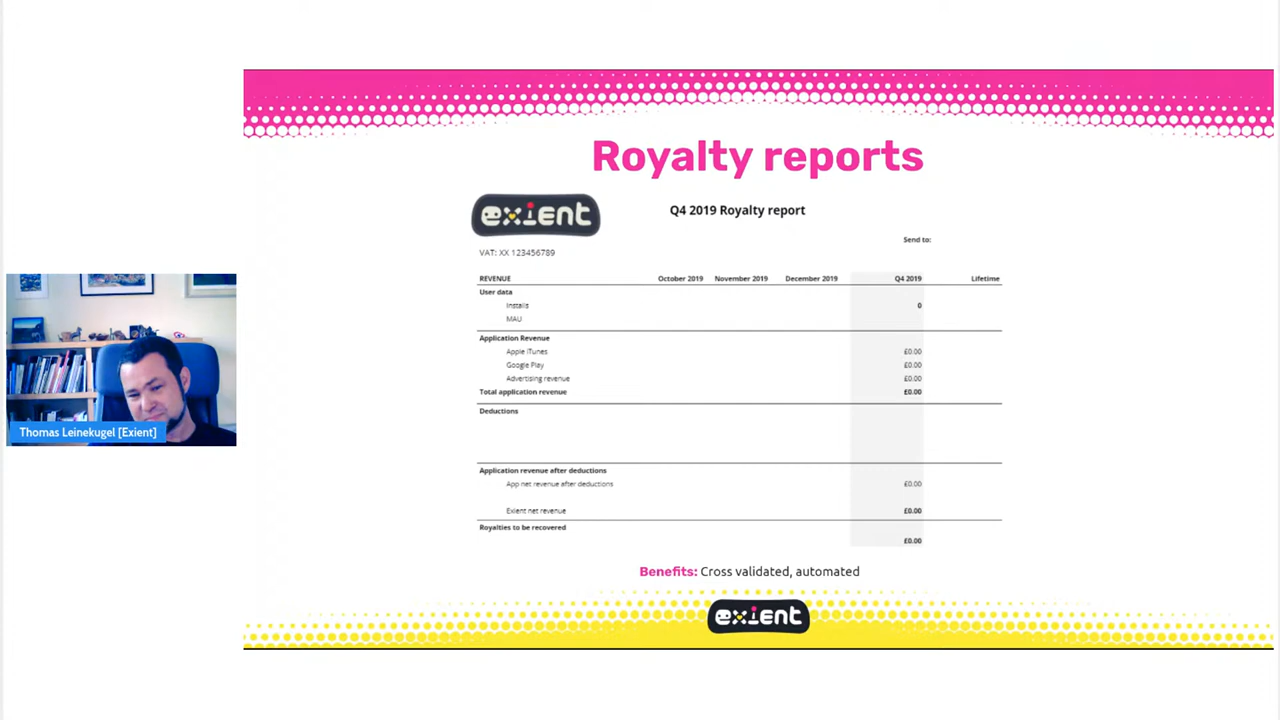 Royalty reports
exient
Q4 2019 Royalty report
Send to:
VAT: XX 123456789
REVENUE October 2019 November 2019 December 2019 Q4 2019 Lifetime
User data
Installs 0
MAU
Application Revenue
Apple iTunes £0.00
Google Play £0.00
Advertising revenue £0.00
Total application revenue £0.00
Deductions
Application revenue after deductions
App net revenue after deductions £0.00
Exient net revenue £0.00
Royalties to be recovered
£0.00
Benefits: Cross validated, automated
exient
Thomas Leinekugel [Exient]